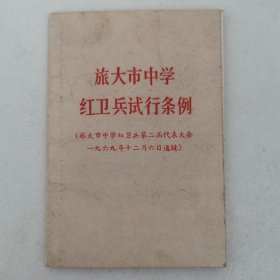 旅大市中学
红卫兵试行条例
(旅大市中学红卫兵第二届代表大会
一九六九年十二月六日通过)